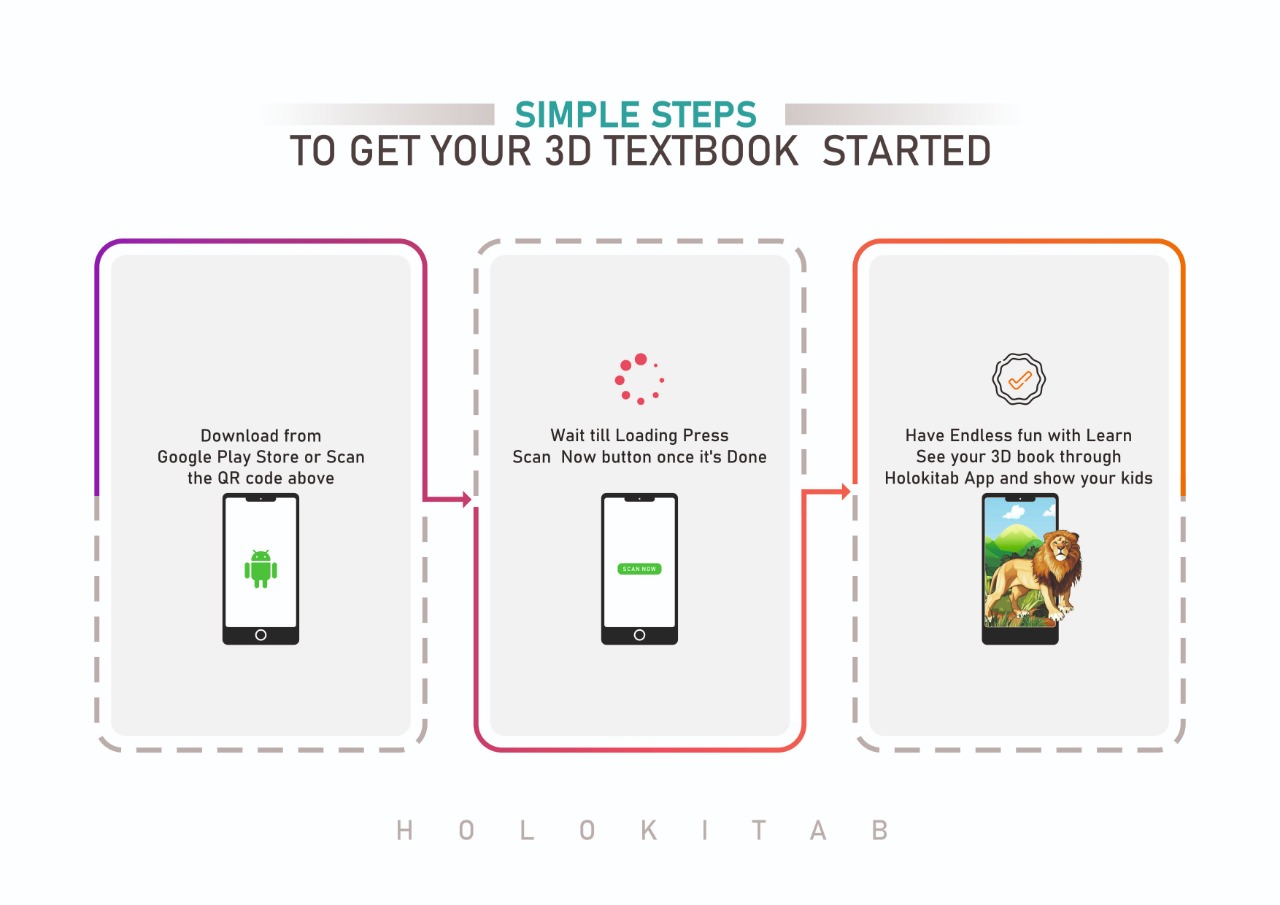 SIMPLE STEPS
TO GET YOUR 3D TEXTBOOK STARTED
Download from
Google Play Store or Scan
the QR code above
Wait till Loading Press
Scan Now button once it's Done
SCAN NOW
Have Endless fun with Learn
See your 3D book through
Holokitab App and show your kids
HOLOKITAB